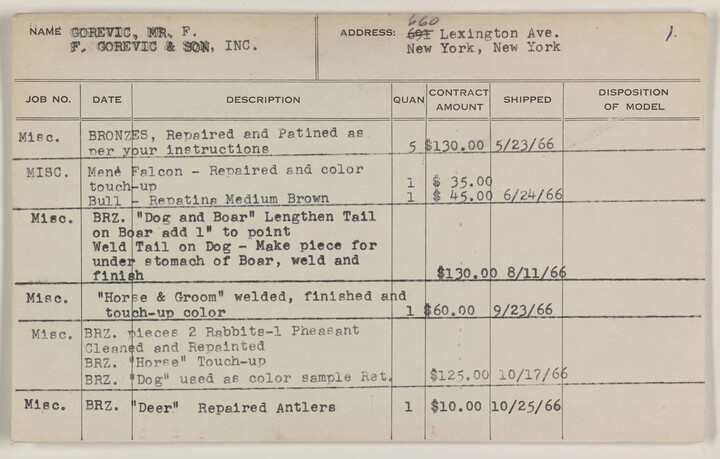 NAME GOREVIC, MR. F.
F. GOREVIC & SON, INC.
ADDRESS: 660
691 Lexington Ave.
New York, New York
1.
JOB NO. DATE DESCRIPTION QUAN CONTRACT AMOUNT SHIPPED DISPOSITION OF MODEL
Misc. BRONZES, Repaired and Patined as
per your instructions 5 $130.00 5/23/66
MISC. Mené Falcon - Repaired and color
touch-up 1 $ 35.00
Bull - Repatine Medium Brown 1 $ 45.00 6/24/66
Misc. BRZ. "Dog and Boar" Lengthen Tail
on Boar add 1" to point
Weld Tail on Dog - Make piece for
under stomach of Boar, weld and
finish $130.00 8/11/66
Misc. "Horse & Groom" welded, finished and
touch-up color 1 $60.00 9/23/66
Misc. BRZ. pieces 2 Rabbits-1 Pheasant
Cleaned and Repainted
BRZ. "Horse" Touch-up
BRZ. "Dog" used as color sample Ret. $125.00 10/17/66
Misc. BRZ. "Deer" Repaired Antlers 1 $10.00 10/25/66